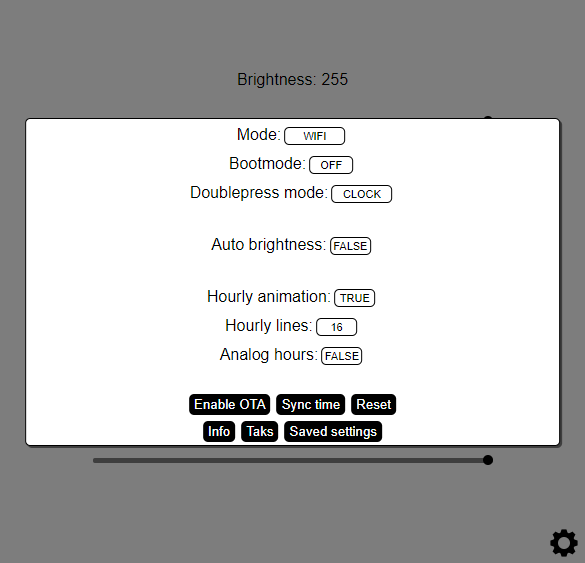 Brightness: 255
Mode: WIFI
Bootmode: OFF
Doublepress mode: CLOCK
Auto brightness: FALSE
Hourly animation: TRUE
Hourly lines: 16
Analog hours: FALSE
Enable OTA Sync time Reset
Info Taks Saved settings